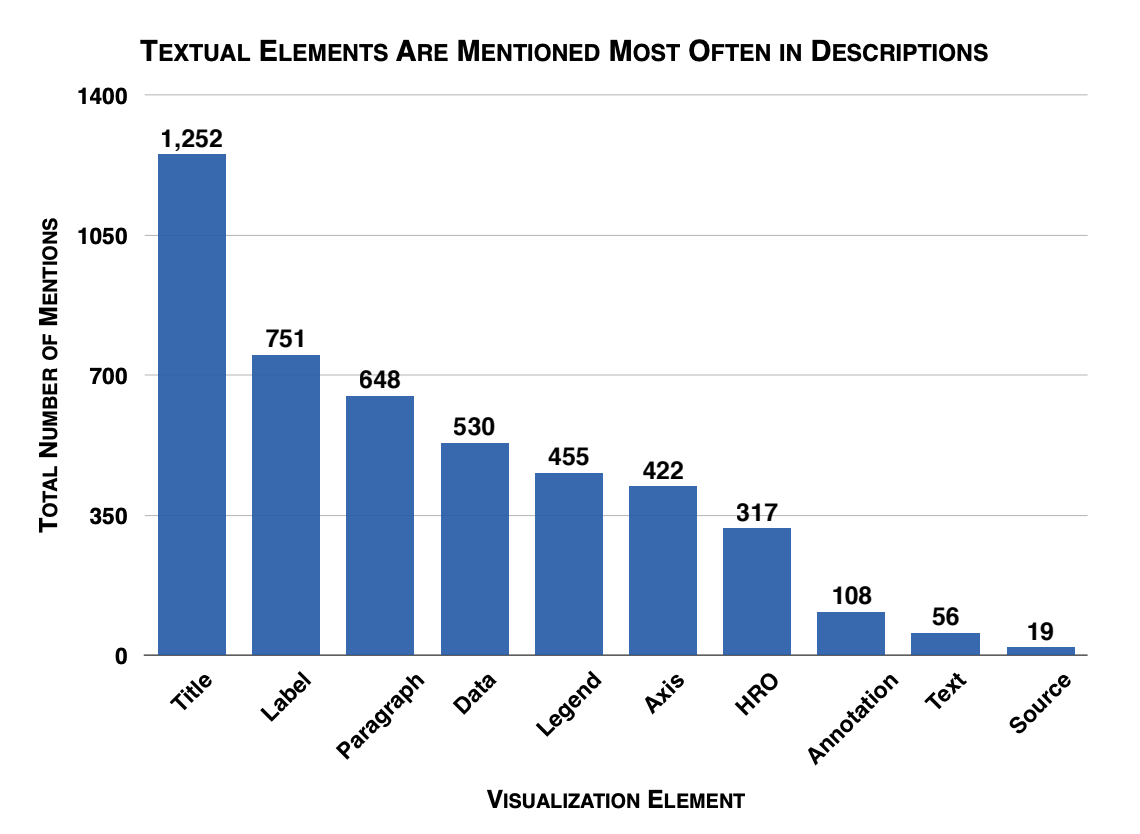 TEXTUAL ELEMENTS ARE MENTIONED MOST OFTEN IN DESCRIPTIONS
1400
1050
700
350
0
TOTAL NUMBER OF MENTIONS
1,252
751
648
530
455
422
317
108
56
19
Title
Label
Paragraph
Data
Legend
Axis
HRO
Annotation
Text
Source
VISUALIZATION ELEMENT